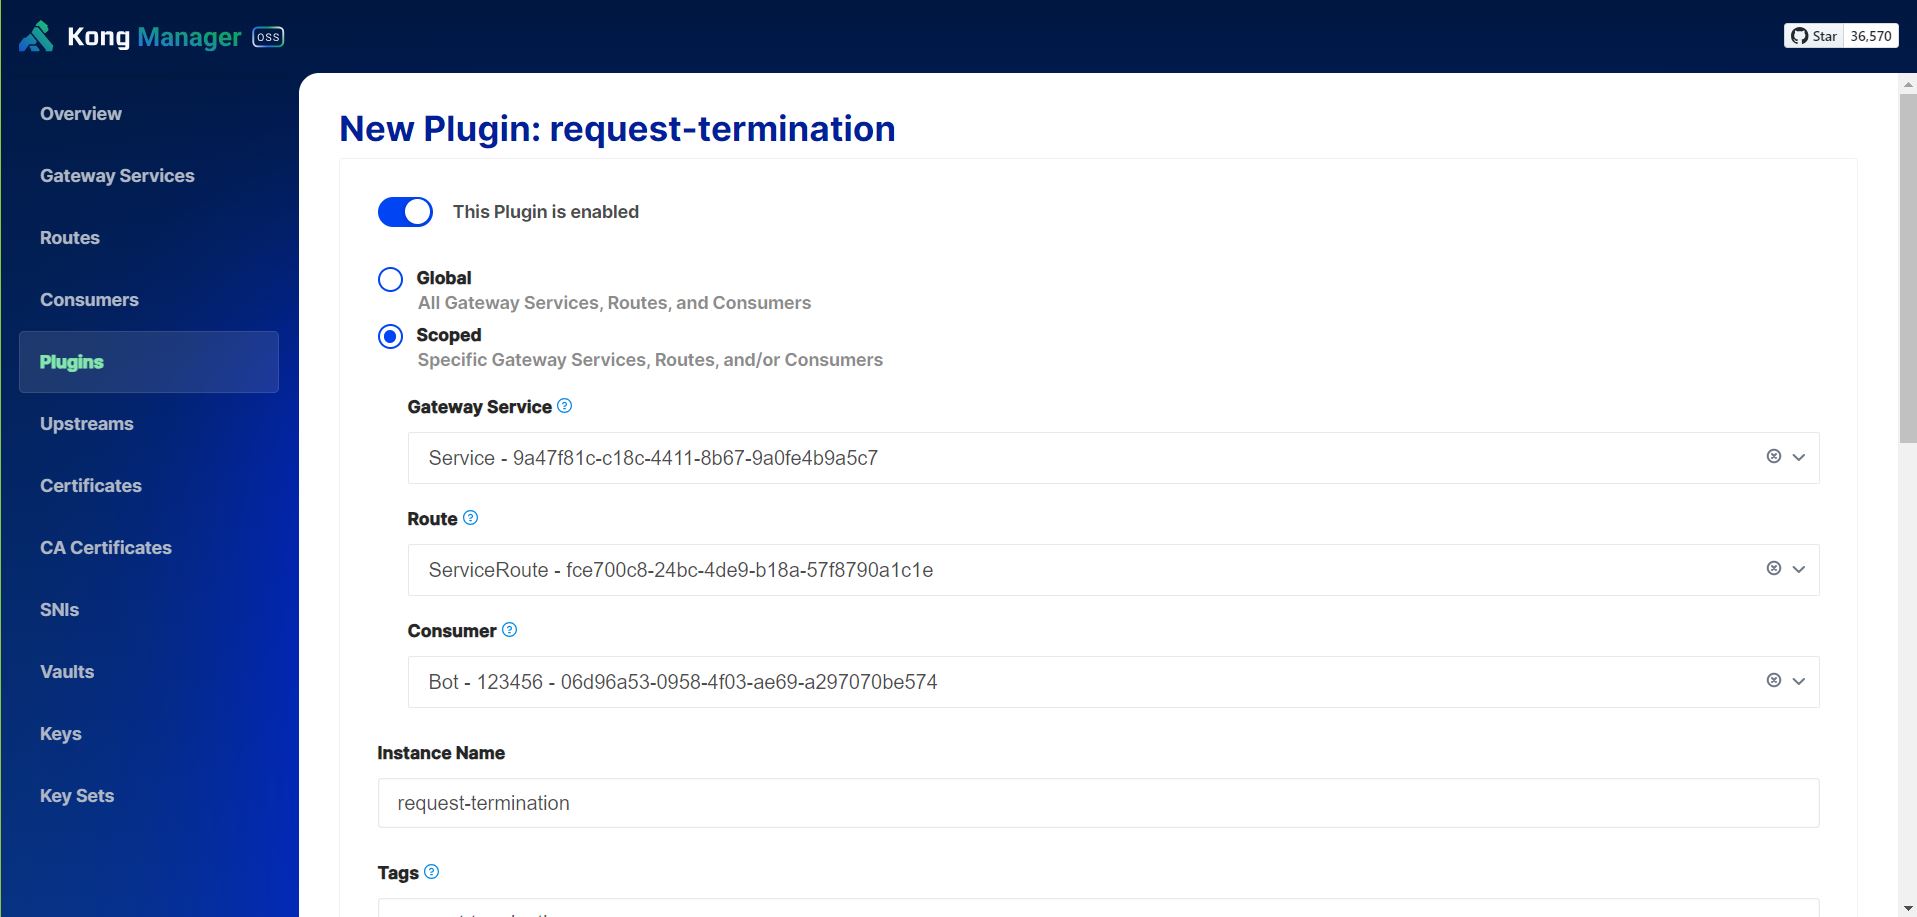 Kong Manager OSS
Star 36,570
Overview
Gateway Services
Routes
Consumers
Plugins
Upstreams
Certificates
CA Certificates
SNIs
Vaults
Keys
Key Sets
New Plugin: request-termination
This Plugin is enabled
Global
All Gateway Services, Routes, and Consumers
Scoped
Specific Gateway Services, Routes, and/or Consumers
Gateway Service
Service - 9a47f81c-c18c-4411-8b67-9a0fe4b9a5c7
Route
ServiceRoute - fce700c8-24bc-4de9-b18a-57f8790a1c1e
Consumer
Bot - 123456 - 06d96a53-0958-4f03-ae69-a297070be574
Instance Name
request-termination
Tags